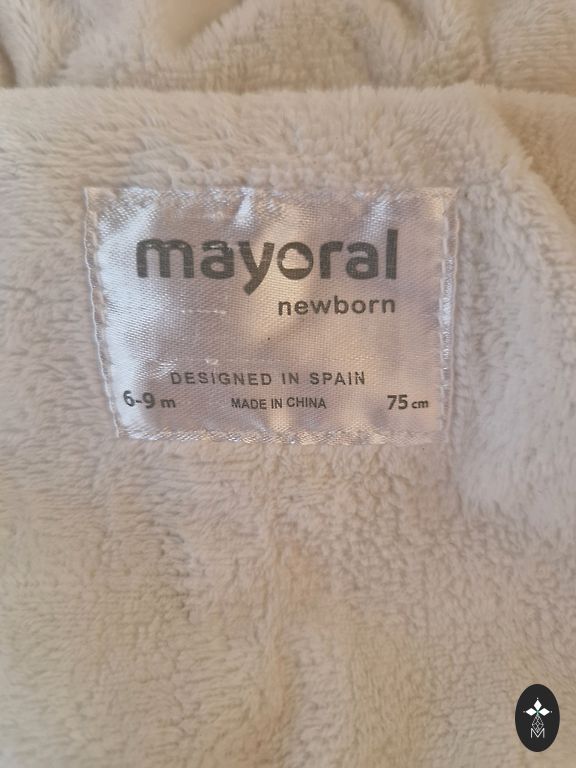 mayoral
newborn
DESIGNED IN SPAIN
6-9 m MADE IN CHINA 75 cm
M